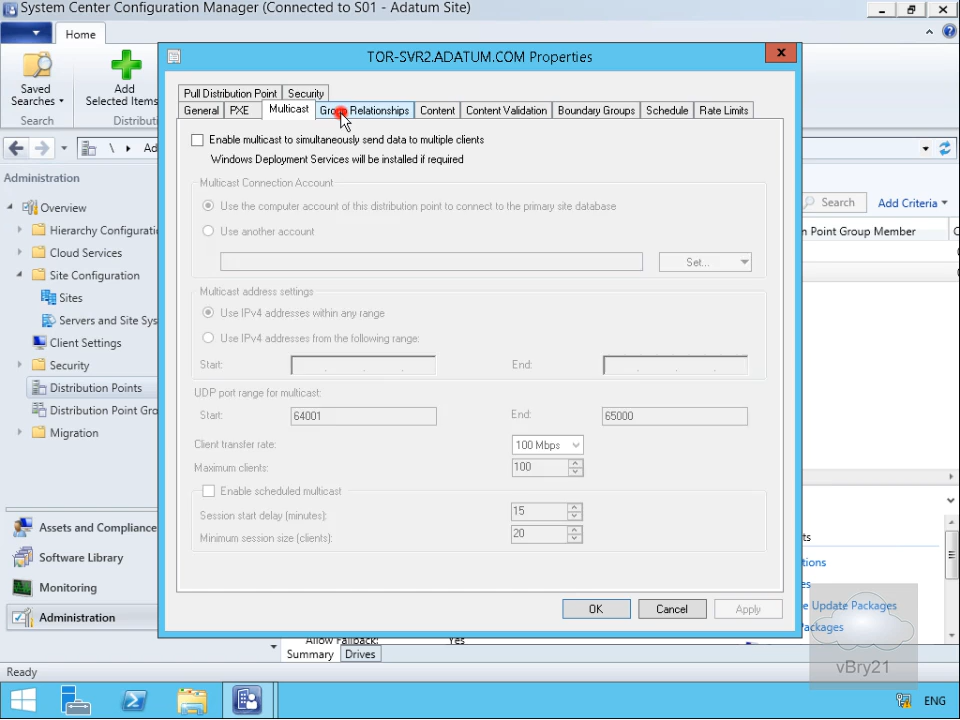 System Center Configuration Manager (Connected to S01 - Adatum Site)
Home
Saved
Searches
Search
Add
Selected Items
Distributi
TOR-SVR2.ADATUM.COM Properties
Pull Distribution Point
Security
General
PXE
Multicast
Group Relationships
Content
Content Validation
Boundary Groups
Schedule
Rate Limits
\ Ad
Search
Add Criteria
n Point Group Member
Administration
Overview
Hierarchy Configurati
Cloud Services
Site Configuration
Sites
Servers and Site Sys
Client Settings
Security
Distribution Points
Distribution Point Gro
Migration
Assets and Compliance
Software Library
Monitoring
Administration
Enable multicast to simultaneously send data to multiple clients
Windows Deployment Services will be installed if required
Multicast Connection Account
Use the computer account of this distribution point to connect to the primary site database
Use another account
Set...
Multicast address settings
Use IPv4 addresses within any range
Use IPv4 addresses from the following range:
Start:
End:
UDP port range for multicast:
Start:
64001
End:
65000
Client transfer rate:
100 Mbps
Maximum clients:
100
Enable scheduled multicast
Session start delay (minutes):
15
Minimum session size (clients):
20
OK
Cancel
Apply
ts
tions
es
e Update Packages
Packages
Allow Fallback:
Yes
Summary
Drives
vBry21
Ready
ENG